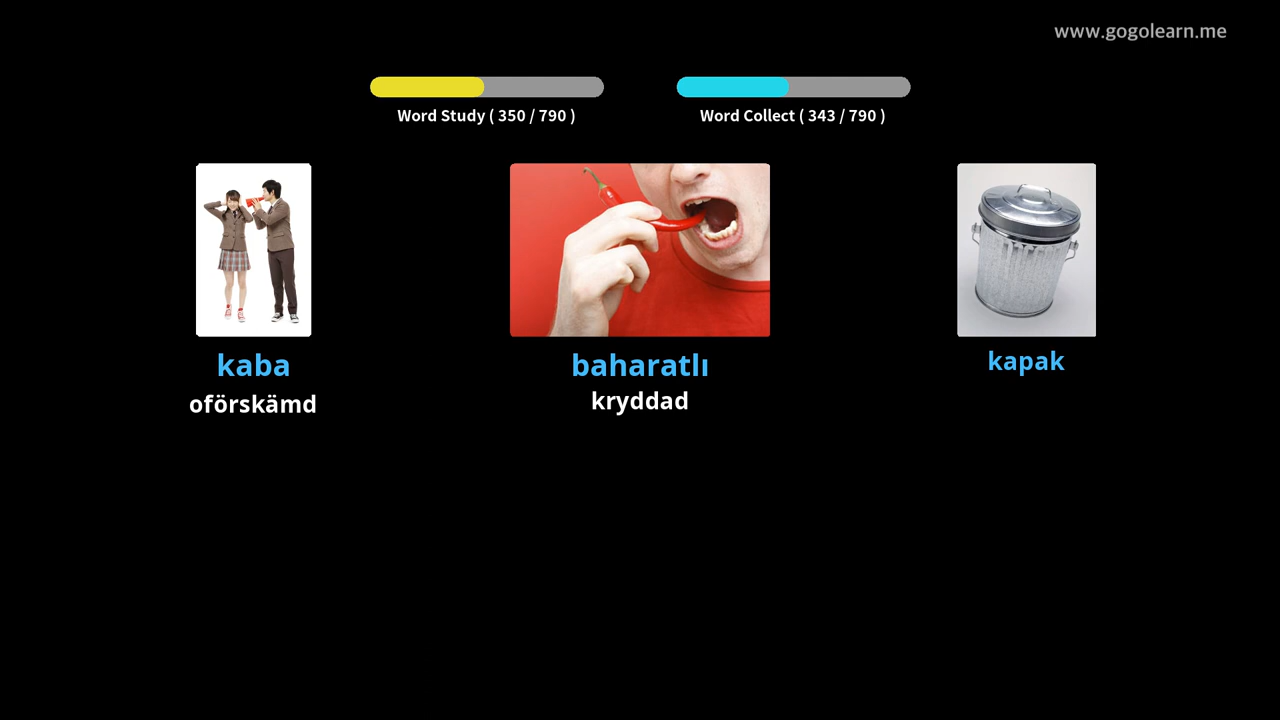 www.gogolearn.me
Word Study ( 350 / 790 )
Word Collect ( 343 / 790 )
kaba
oförskämd
baharatlı
kryddad
kapak